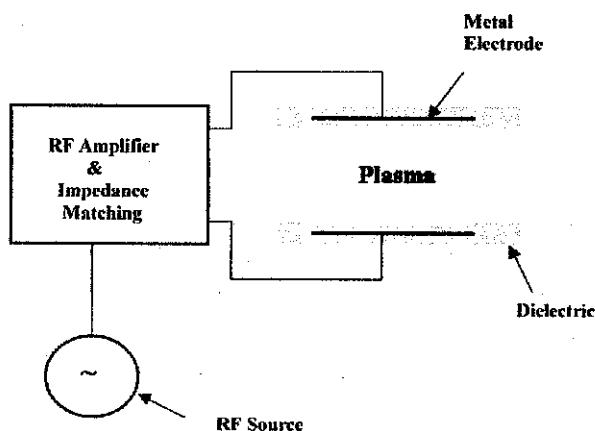 Metal
Electrode
RF Amplifier
&
Impedance
Matching
Plasma
Dielectric
~
RF Source